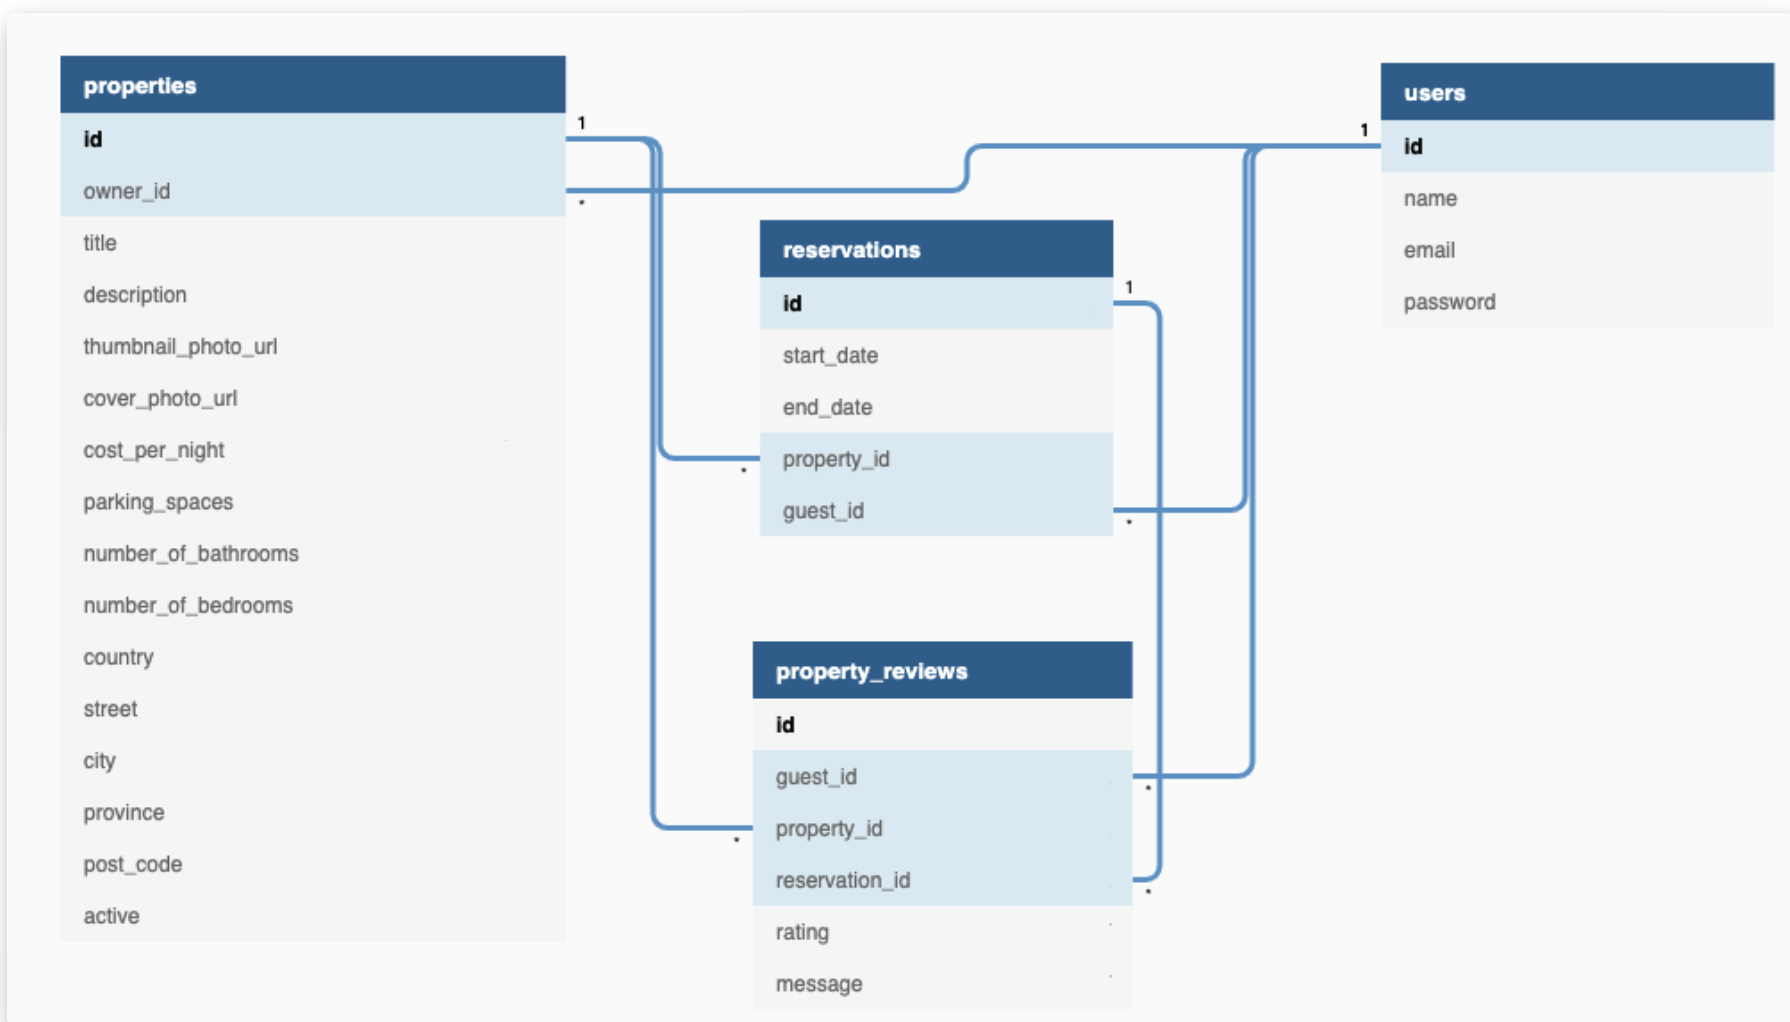 properties
id
owner_id
title
description
thumbnail_photo_url
cover_photo_url
cost_per_night
parking_spaces
number_of_bathrooms
number_of_bedrooms
country
street
city
province
post_code
active
1
*
reservations
id
start_date
end_date
property_id
guest_id
1
*
*
property_reviews
id
guest_id
property_id
reservation_id
rating
message
*
*
*
users
id
name
email
password
1